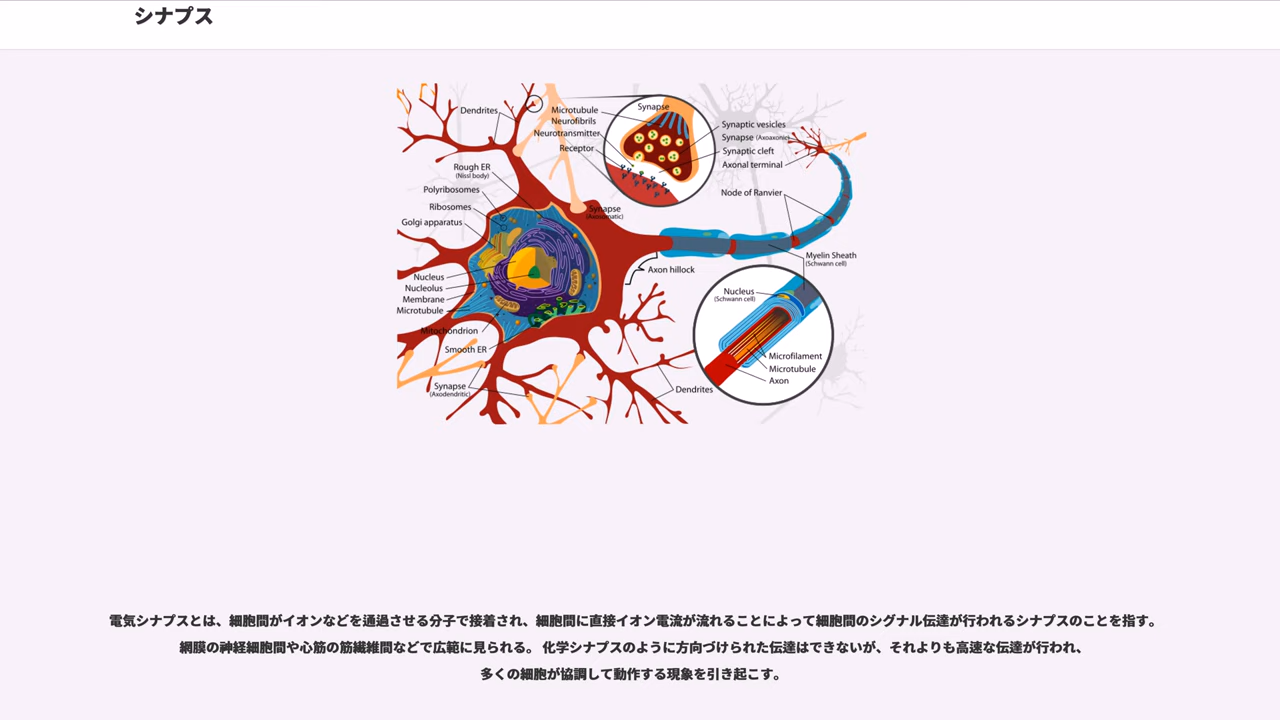 シナプス
Dendrites
Microtubule
Neurofibrils
Neurotransmitter
Receptor
Synapse
Synaptic vesicles
Synapse (Axoaxonic)
Synaptic cleft
Axonal terminal
Rough ER
(Nissl body)
Polyribosomes
Ribosomes
Golgi apparatus
Synapse
(Axosomatic)
Node of Ranvier
Nucleus
Nucleolus
Membrane
Microtubule
Mitochondrion
Smooth ER
Synapse
(Axodendritic)
Axon hillock
Myelin Sheath
(Schwann cell)
Nucleus
(Schwann cell)
Microfilament
Microtubule
Axon
Dendrites
電気シナプスとは、細胞間がイオンなどを通過させる分子で接着され、細胞間に直接イオン電流が流れることによって細胞間のシグナル伝達が行われるシナプスのことを指す。
網膜の神経細胞間や心筋の筋繊維間などで広範に見られる。 化学シナプスのように方向づけられた伝達はできないが、それよりも高速な伝達が行われ、
多くの細胞が協調して動作する現象を引き起こす。